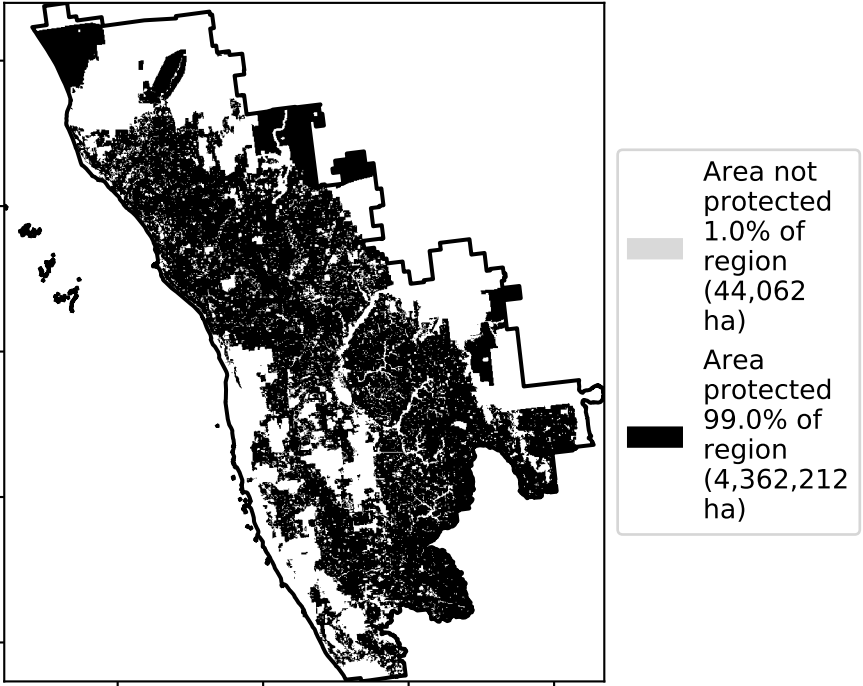 Area not
protected
1.0% of
region
(44,062
ha)
Area
protected
99.0% of
region
(4,362,212
ha)